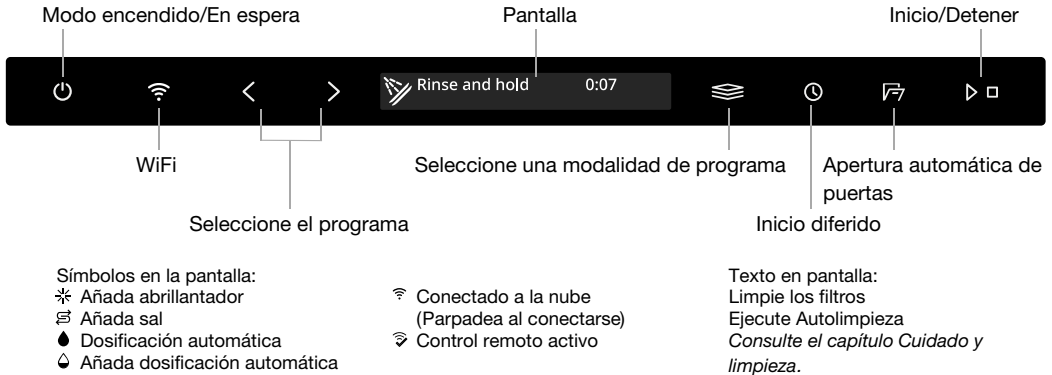 Modo encendido/En espera
Pantalla
Inicio/Detener
Rinse and hold 0:07
WiFi
Seleccione una modalidad de programa
Apertura automática de
puertas
Seleccione el programa
Inicio diferido
Símbolos en la pantalla:
Añada abrillantador
Añada sal
Dosificación automática
Añada dosificación automática
Conectado a la nube
(Parpadea al conectarse)
Control remoto activo
Texto en pantalla:
Limpie los filtros
Ejecute Autolimpieza
Consulte el capítulo Cuidado y
limpieza.